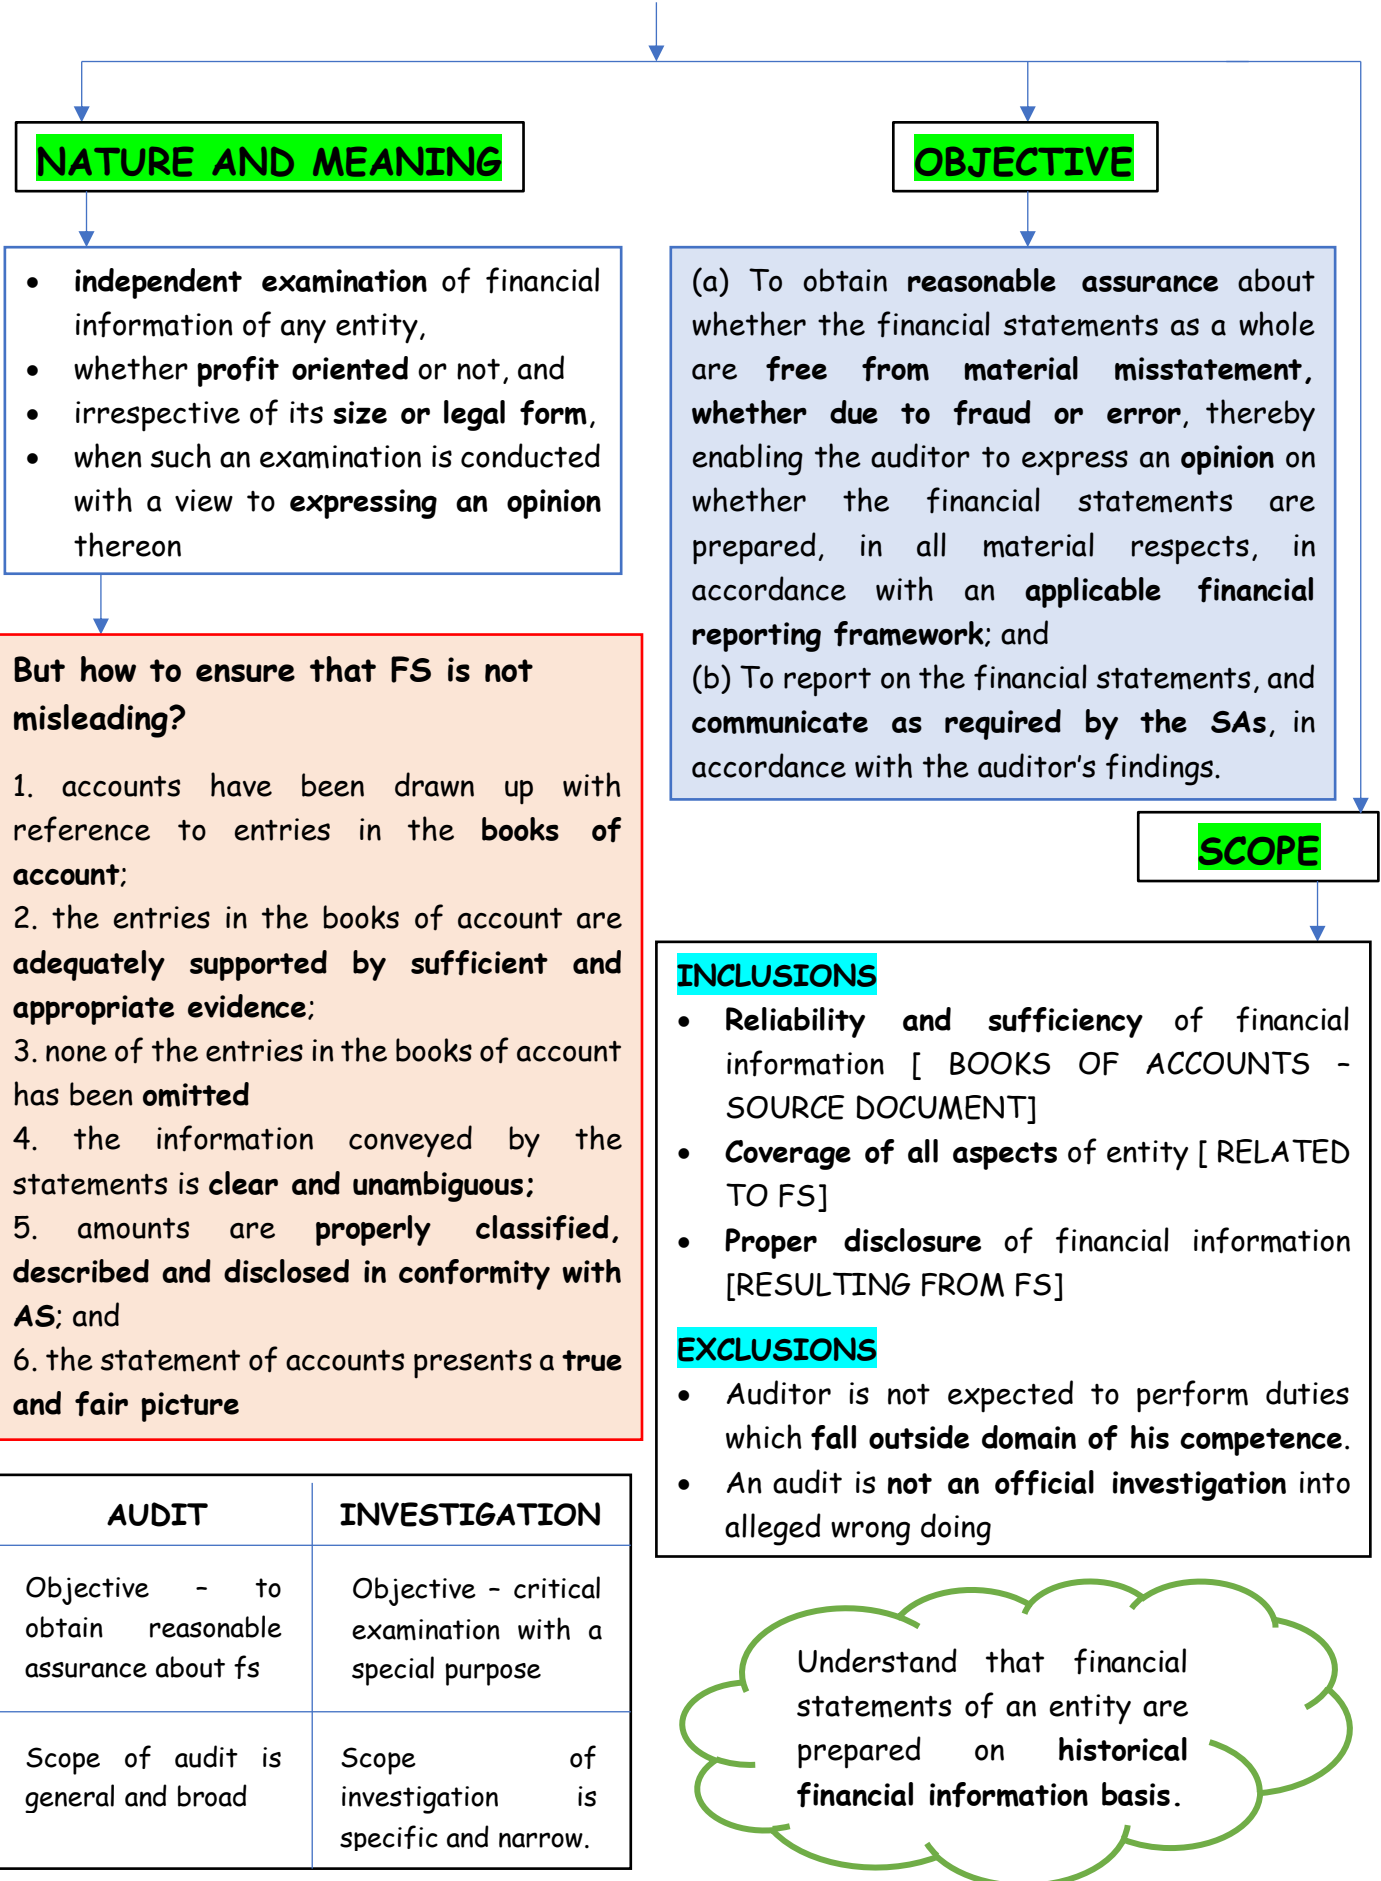 NATURE AND MEANING
independent examination of financial
information of any entity,
whether profit oriented or not, and
irrespective of its size or legal form,
when such an examination is conducted
with a view to expressing an opinion
thereon
But how to ensure that FS is not
misleading?
1. accounts have been drawn up with
reference to entries in the books of
account;
2. the entries in the books of account are
adequately supported by sufficient and
appropriate evidence;
3. none of the entries in the books of account
has been omitted
4. the information conveyed by the
statements is clear and unambiguous;
5. amounts are properly classified,
described and disclosed in conformity with
AS; and
6. the statement of accounts presents a true
and fair picture
AUDIT
INVESTIGATION
Objective – to
obtain reasonable
assurance about fs
Objective – critical
examination with a
special purpose
Scope of audit is
general and broad
Scope of
investigation is
specific and narrow.
OBJECTIVE
(a) To obtain reasonable assurance about
whether the financial statements as a whole
are free from material misstatement,
whether due to fraud or error, thereby
enabling the auditor to express an opinion on
whether the financial statements are
prepared, in all material respects, in
accordance with an applicable financial
reporting framework; and
(b) To report on the financial statements, and
communicate as required by the SAs, in
accordance with the auditor’s findings.
SCOPE
INCLUSIONS
Reliability and sufficiency of financial
information [ BOOKS OF ACCOUNTS –
SOURCE DOCUMENT]
Coverage of all aspects of entity [ RELATED
TO FS]
Proper disclosure of financial information
[RESULTING FROM FS]
EXCLUSIONS
Auditor is not expected to perform duties
which fall outside domain of his competence.
An audit is not an official investigation into
alleged wrong doing
Understand that financial
statements of an entity are
prepared on historical
financial information basis.